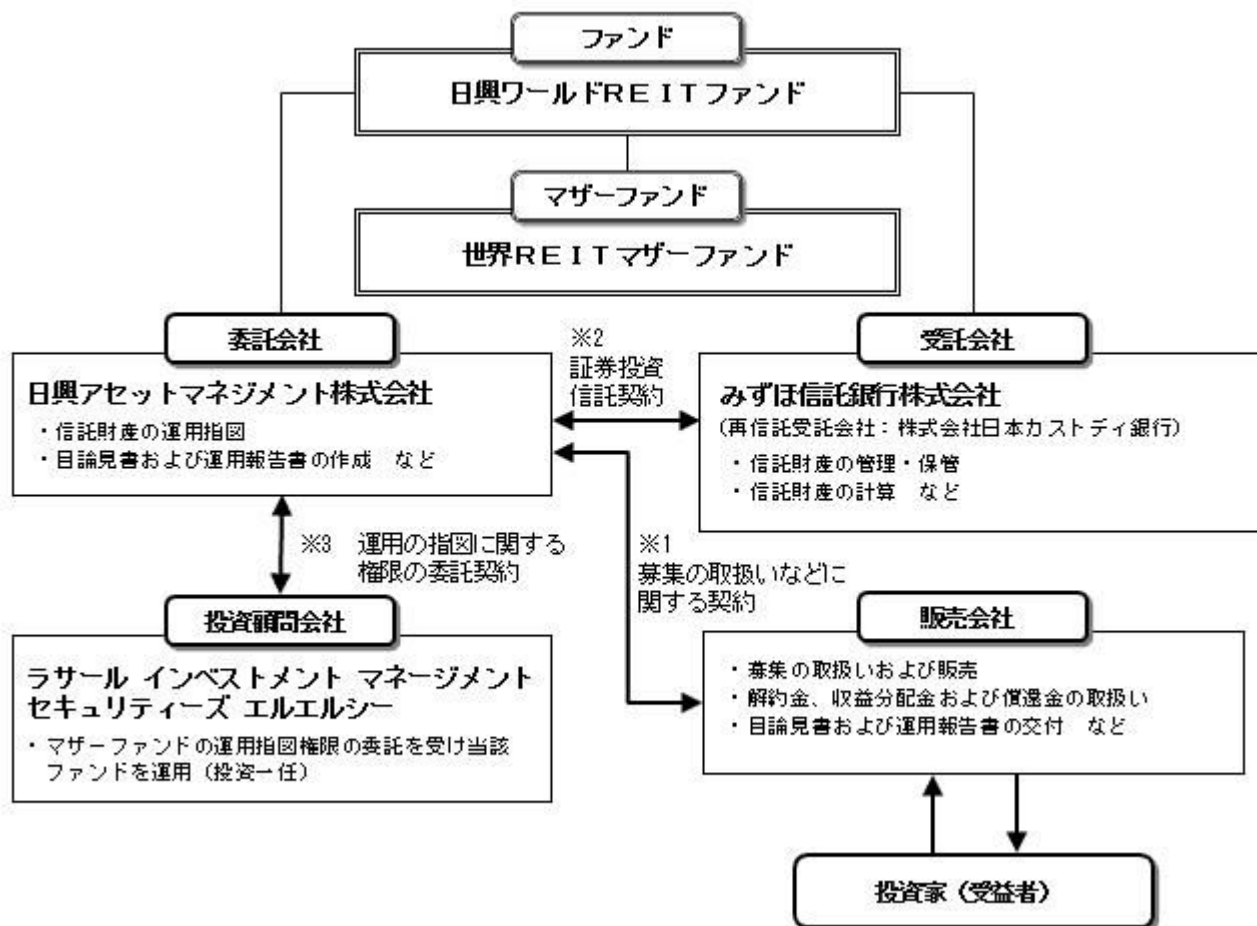 ファンド
日興ワールドREITファンド
マザーファンド
世界REITマザーファンド
委託会社
日興アセットマネジメント株式会社
・信託財産の運用指図
・目論見書および運用報告書の作成　など
※2
証券投資
信託契約
受託会社
みずほ信託銀行株式会社
(再信託受託会社：株式会社日本カストディ銀行)
・信託財産の管理・保管
・信託財産の計算　など
※3　運用の指図に関する
権限の委託契約
※1
募集の取扱いなどに
関する契約
投資顧問会社
ラサール インベストメント マネージメント
セキュリティーズ エルエルシー
・マザーファンドの運用指図権限の委託を受け当該
ファンドを運用（投資一任）
販売会社
・募集の取扱いおよび販売
・解約金、収益分配金および償還金の取扱い
・目論見書および運用報告書の交付　など
投資家（受益者）